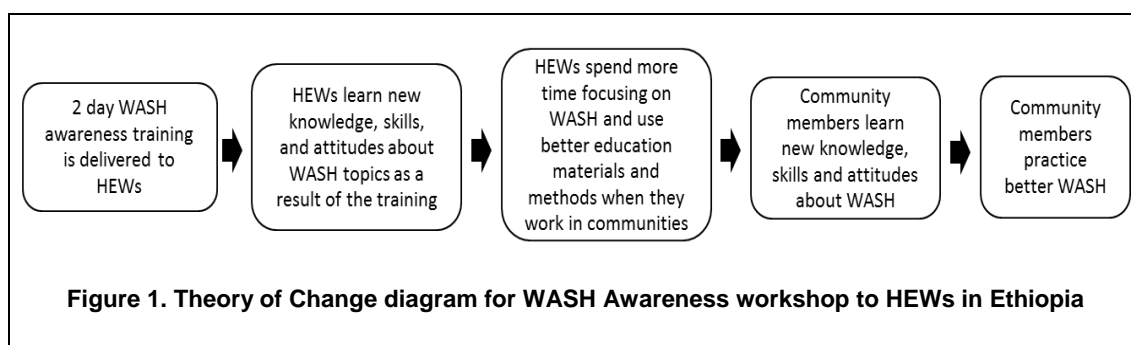 2 day WASH
awareness training
is delivered to
HEWs
HEWs learn new
knowledge, skills,
and attitudes about
WASH topics as a
result of the training
HEWs spend more
time focusing on
WASH and use
better education
materials and
methods when they
work in communities
Community
members learn
new knowledge,
skills and attitudes
about WASH
Community
members
practice
better WASH
Figure 1. Theory of Change diagram for WASH Awareness workshop to HEWs in Ethiopia